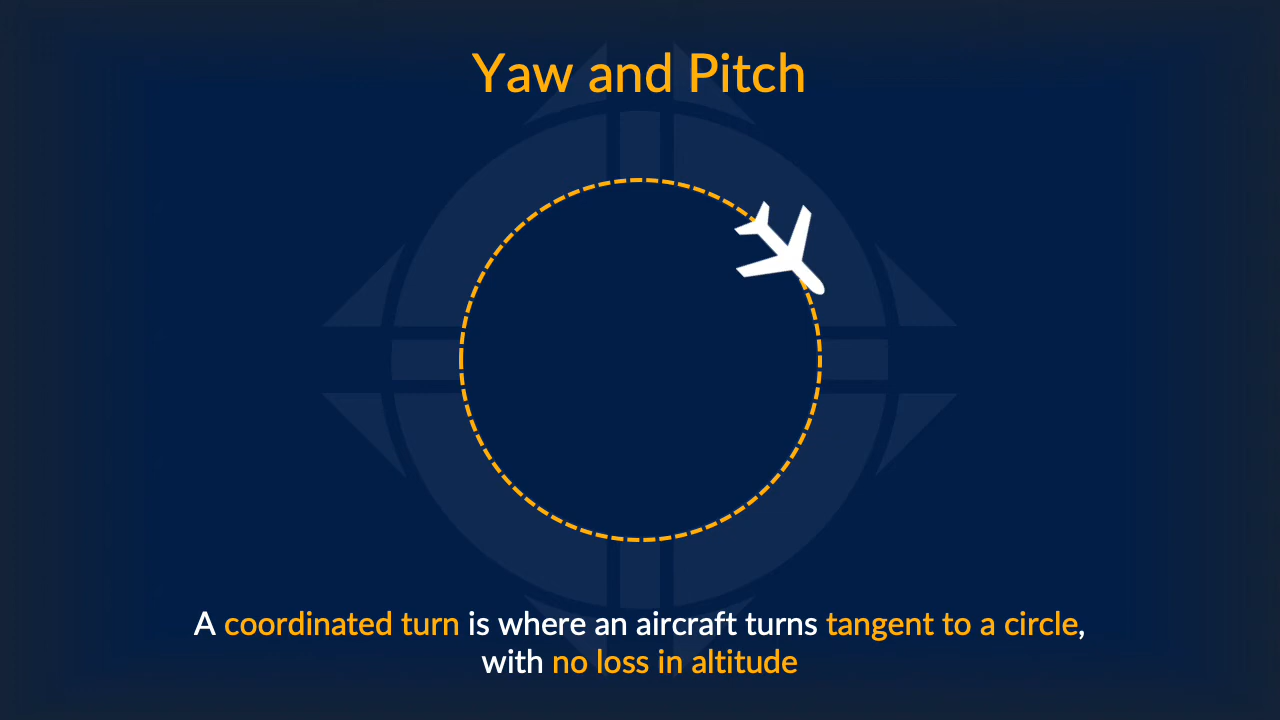 Yaw and Pitch
A coordinated turn is where an aircraft turns tangent to a circle,
with no loss in altitude